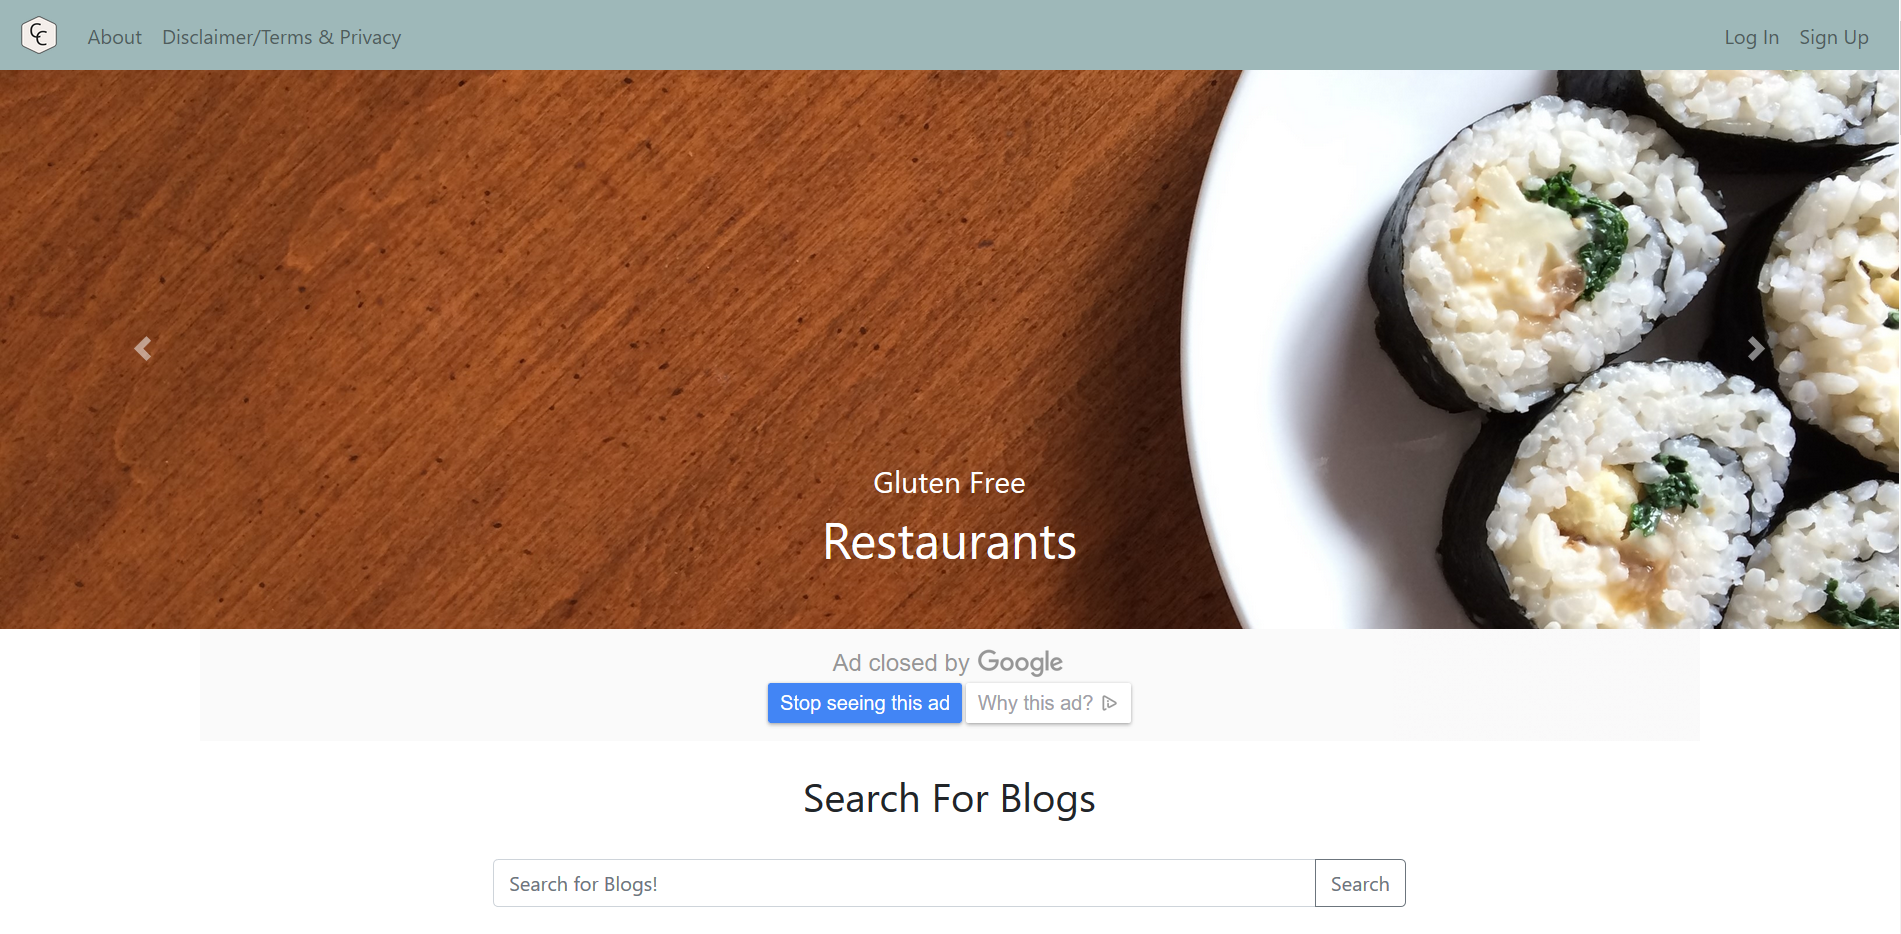 CC About Disclaimer/Terms & Privacy Log In Sign Up
Gluten Free
Restaurants
Ad closed by Google
Stop seeing this ad Why this ad?
Search For Blogs
Search for Blogs! Search